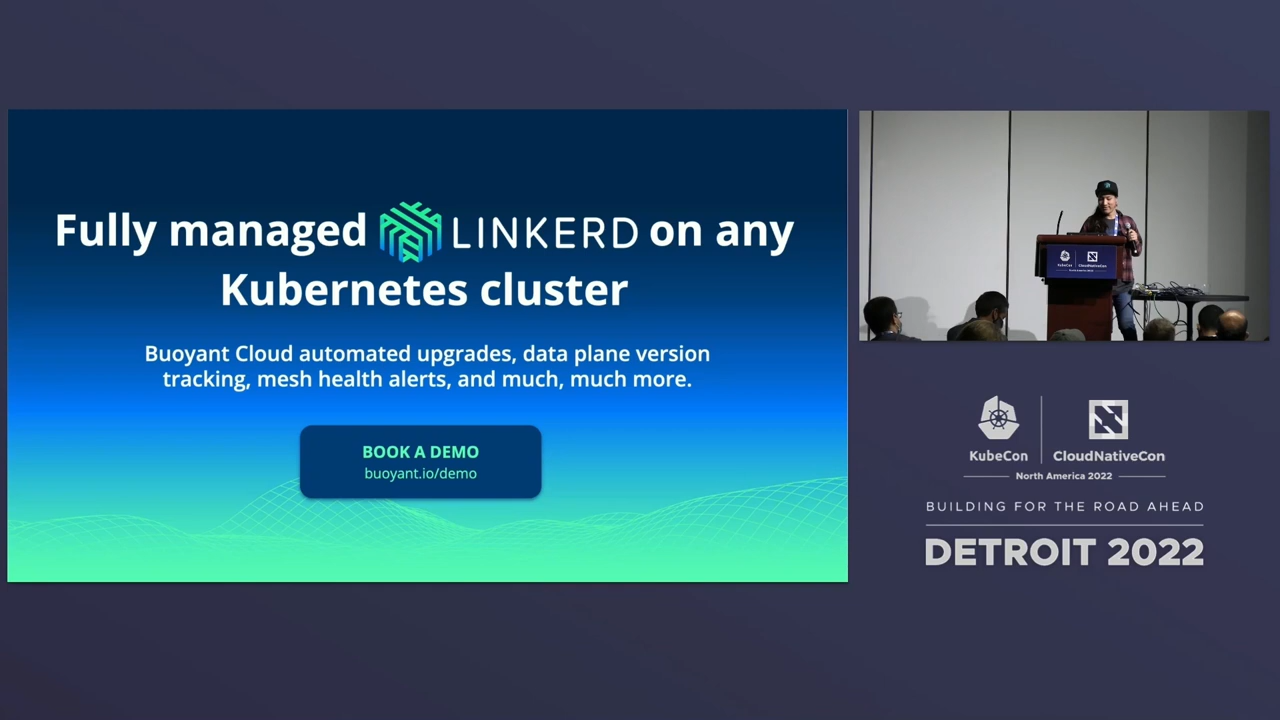 Fully managed LINKERD on any
Kubernetes cluster
Buoyant Cloud automated upgrades, data plane version
tracking, mesh health alerts, and much, much more.
BOOK A DEMO
buoyant.io/demo
KubeCon CloudNativeCon
KubeCon CloudNativeCon
North America 2022
BUILDING FOR THE ROAD AHEAD
DETROIT 2022